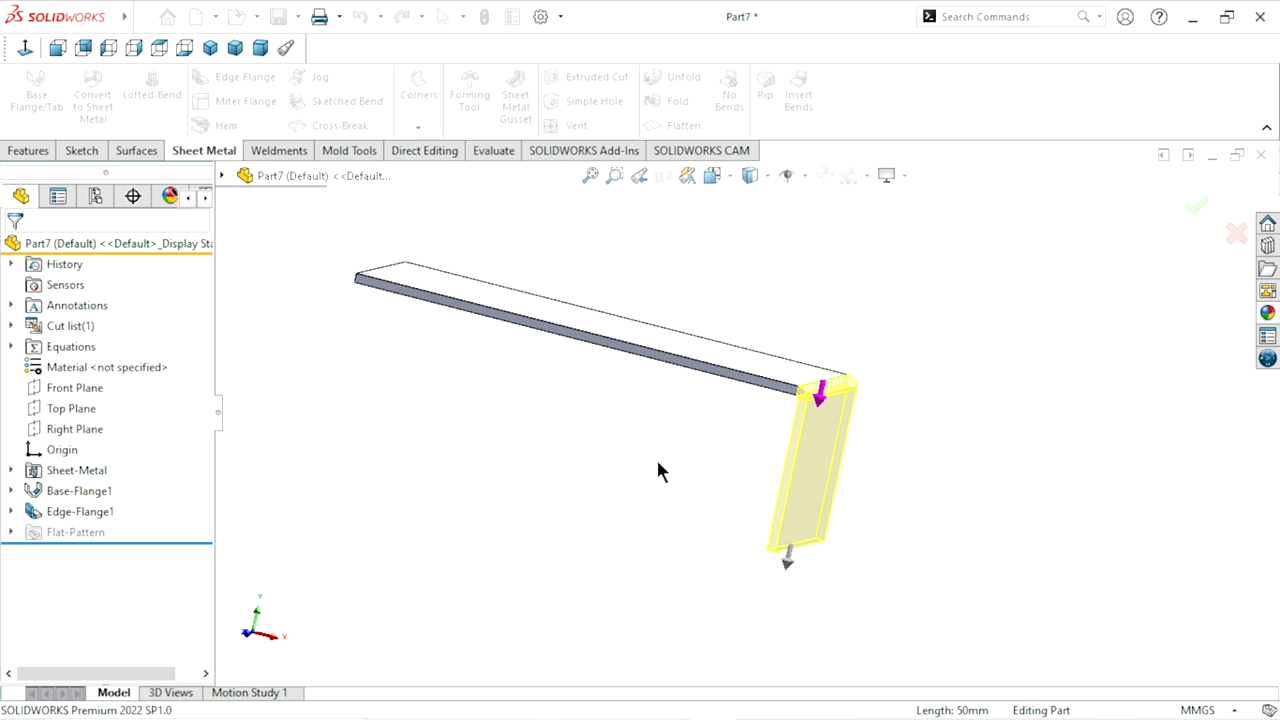 SOLIDWORKS
Part7 *
Search Commands
Base Flange/Tab
Convert to Sheet Metal
Lofted-Bend
Edge Flange
Miter Flange
Hem
Jog
Sketched Bend
Cross-Break
Corners
Forming Tool
Sheet Metal Gusset
Extruded Cut
Simple Hole
Vent
Unfold
Fold
Flatten
No Bends
Rip
Insert Bends
Features
Sketch
Surfaces
Sheet Metal
Weldments
Mold Tools
Direct Editing
Evaluate
SOLIDWORKS Add-Ins
SOLIDWORKS CAM
Part7 (Default) <<Default...
Part7 (Default) <<Default>_Display Sta
History
Sensors
Annotations
Cut list(1)
Equations
Material <not specified>
Front Plane
Top Plane
Right Plane
Origin
Sheet-Metal
Base-Flange1
Edge-Flange1
Flat-Pattern
Y
X
Model
3D Views
Motion Study 1
SOLIDWORKS Premium 2022 SP1.0
Length: 50mm
Editing Part
MMGS